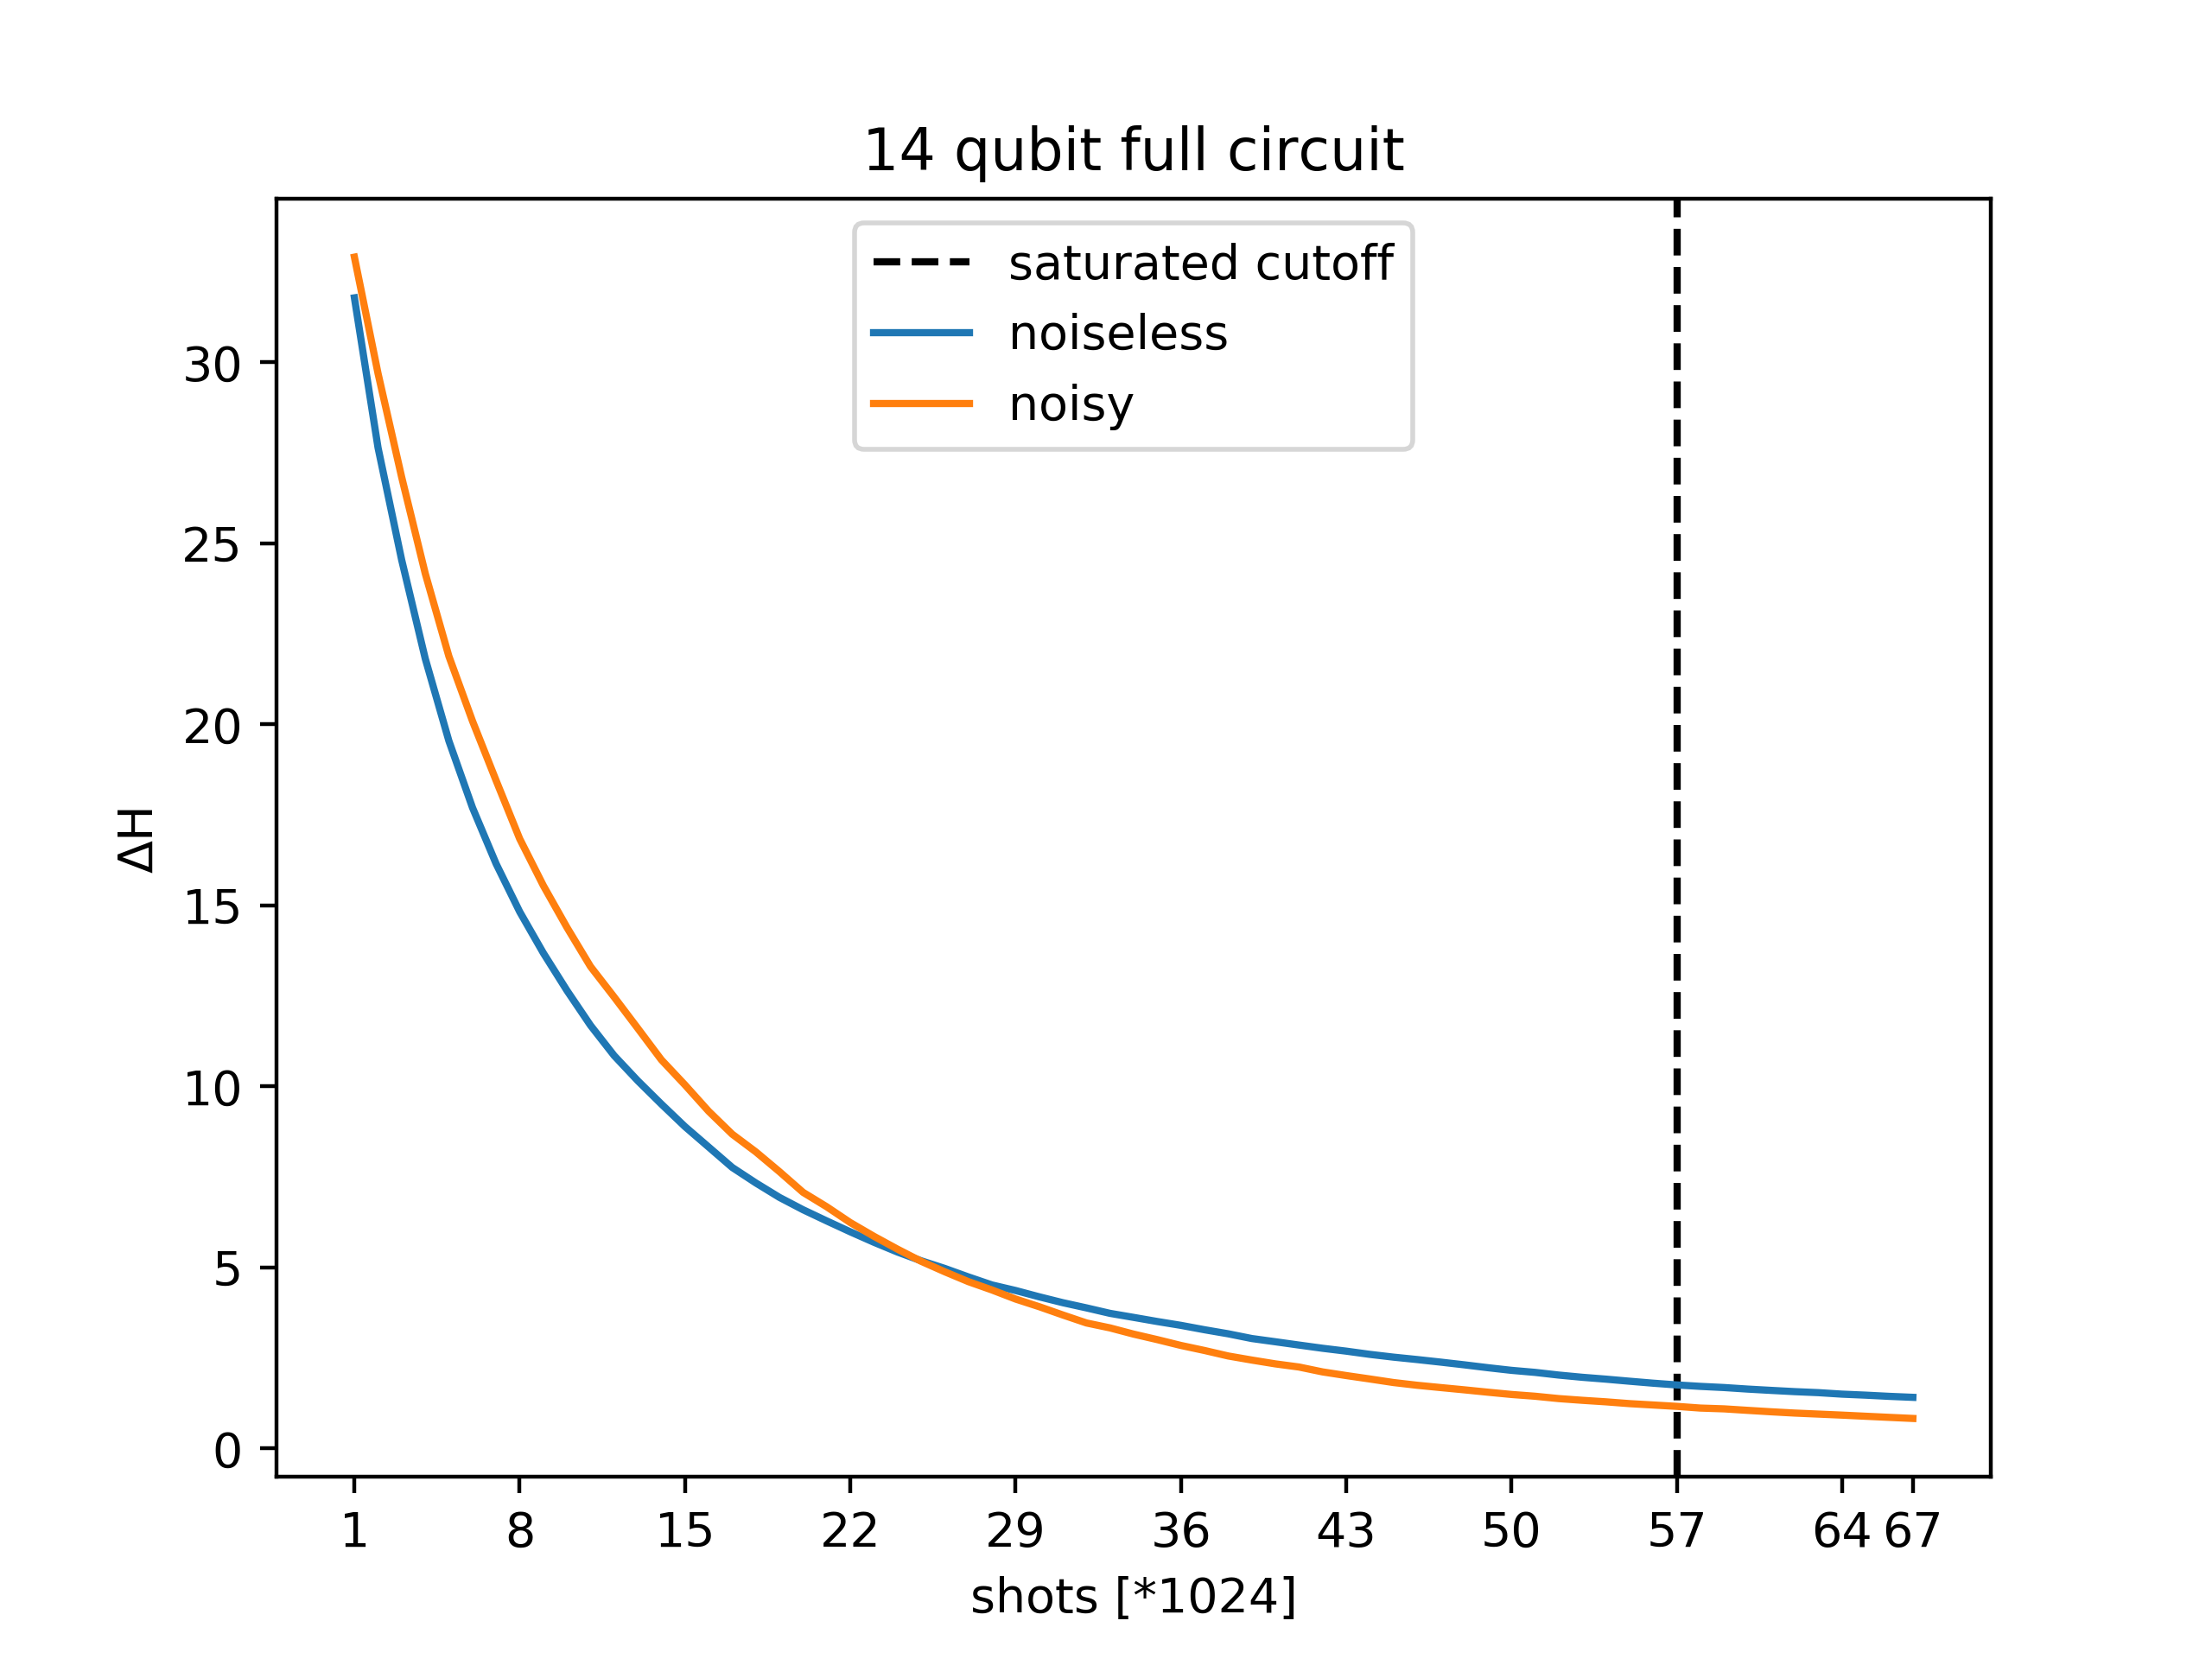 14 qubit full circuit
saturated cutoff
noiseless
noisy
ΔH
30
25
20
15
10
5
0
1 8 15 22 29 36 43 50 57 64 67
shots [*1024]